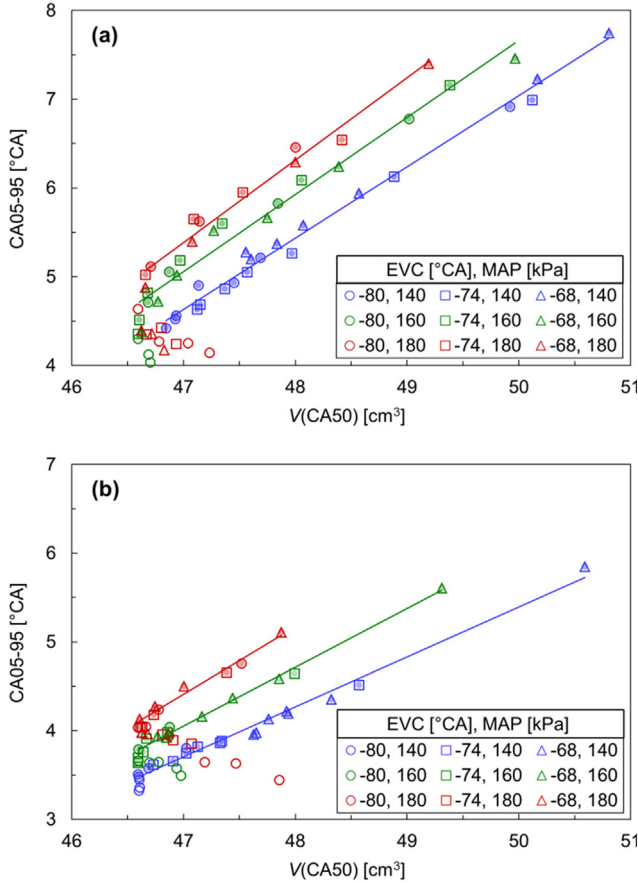 (a)
8
7
6
5
4
CA05-95 [°CA]
46 47 48 49 50 51
V(CA50) [cm³]
EVC [°CA], MAP [kPa]
-80, 140 -74, 140 -68, 140
-80, 160 -74, 160 -68, 160
-80, 180 -74, 180 -68, 180
(b)
7
6
5
4
3
CA05-95 [°CA]
46 47 48 49 50 51
V(CA50) [cm³]
EVC [°CA], MAP [kPa]
-80, 140 -74, 140 -68, 140
-80, 160 -74, 160 -68, 160
-80, 180 -74, 180 -68, 180